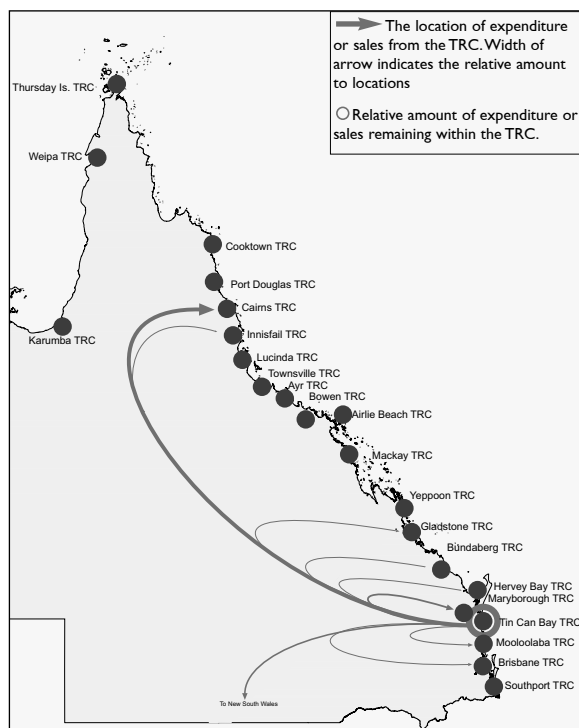 The location of expenditure
or sales from the TRC. Width of
arrow indicates the relative amount
to locations
Relative amount of expenditure or
sales remaining within the TRC.
Thursday Is. TRC
Weipa TRC
Cooktown TRC
Port Douglas TRC
Cairns TRC
Karumba TRC
Innisfail TRC
Lucinda TRC
Townsville TRC
Ayr TRC
Bowen TRC
Airlie Beach TRC
Mackay TRC
Yeppoon TRC
Gladstone TRC
Bundaberg TRC
Hervey Bay TRC
Maryborough TRC
Tin Can Bay TRC
Mooloolaba TRC
Brisbane TRC
Southport TRC
To New South Wales